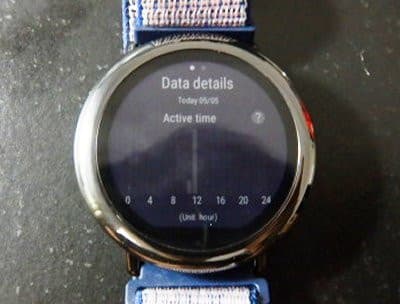 Data details
Today 05/05
Active time ?
0 4 8 12 16 20 24
(Unit hour)